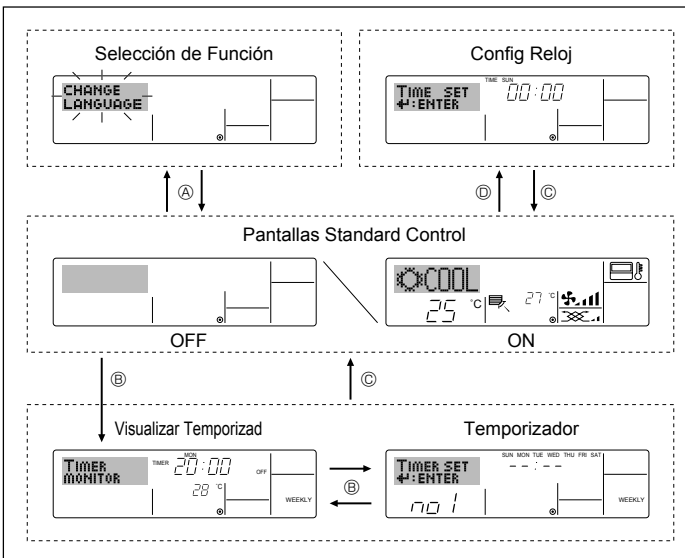 Selección de Función
CHANGE
LANGUAGE
Config Reloj
TIME SUN
TIME SET
↵:ENTER
00:00
Ⓐ
Ⓓ
Ⓒ
Pantallas Standard Control
COOL
25 °C
27 °C
OFF
ON
Ⓑ
Ⓒ
Visualizar Temporizad
TIMER
MONITOR
MON
TIMER 20:00 OFF
28 °C
WEEKLY
Ⓑ
Temporizador
TIMER SET
↵:ENTER
SUN MON TUE WED THU FRI SAT
--:--
no 1
WEEKLY